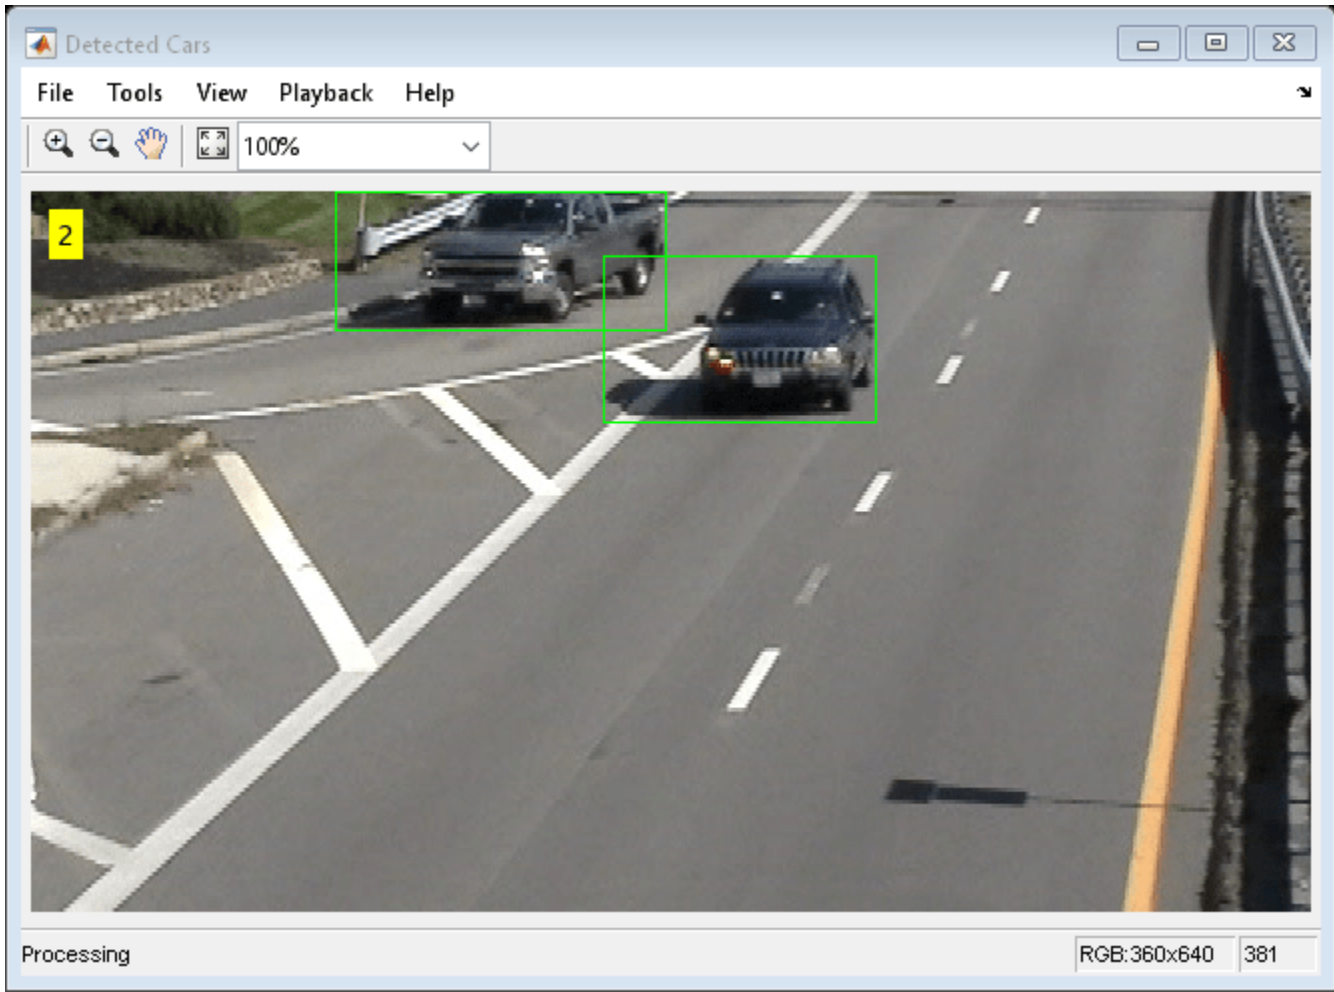 Detected Cars
File Tools View Playback Help
100%
2
Processing
RGB:360x640 381